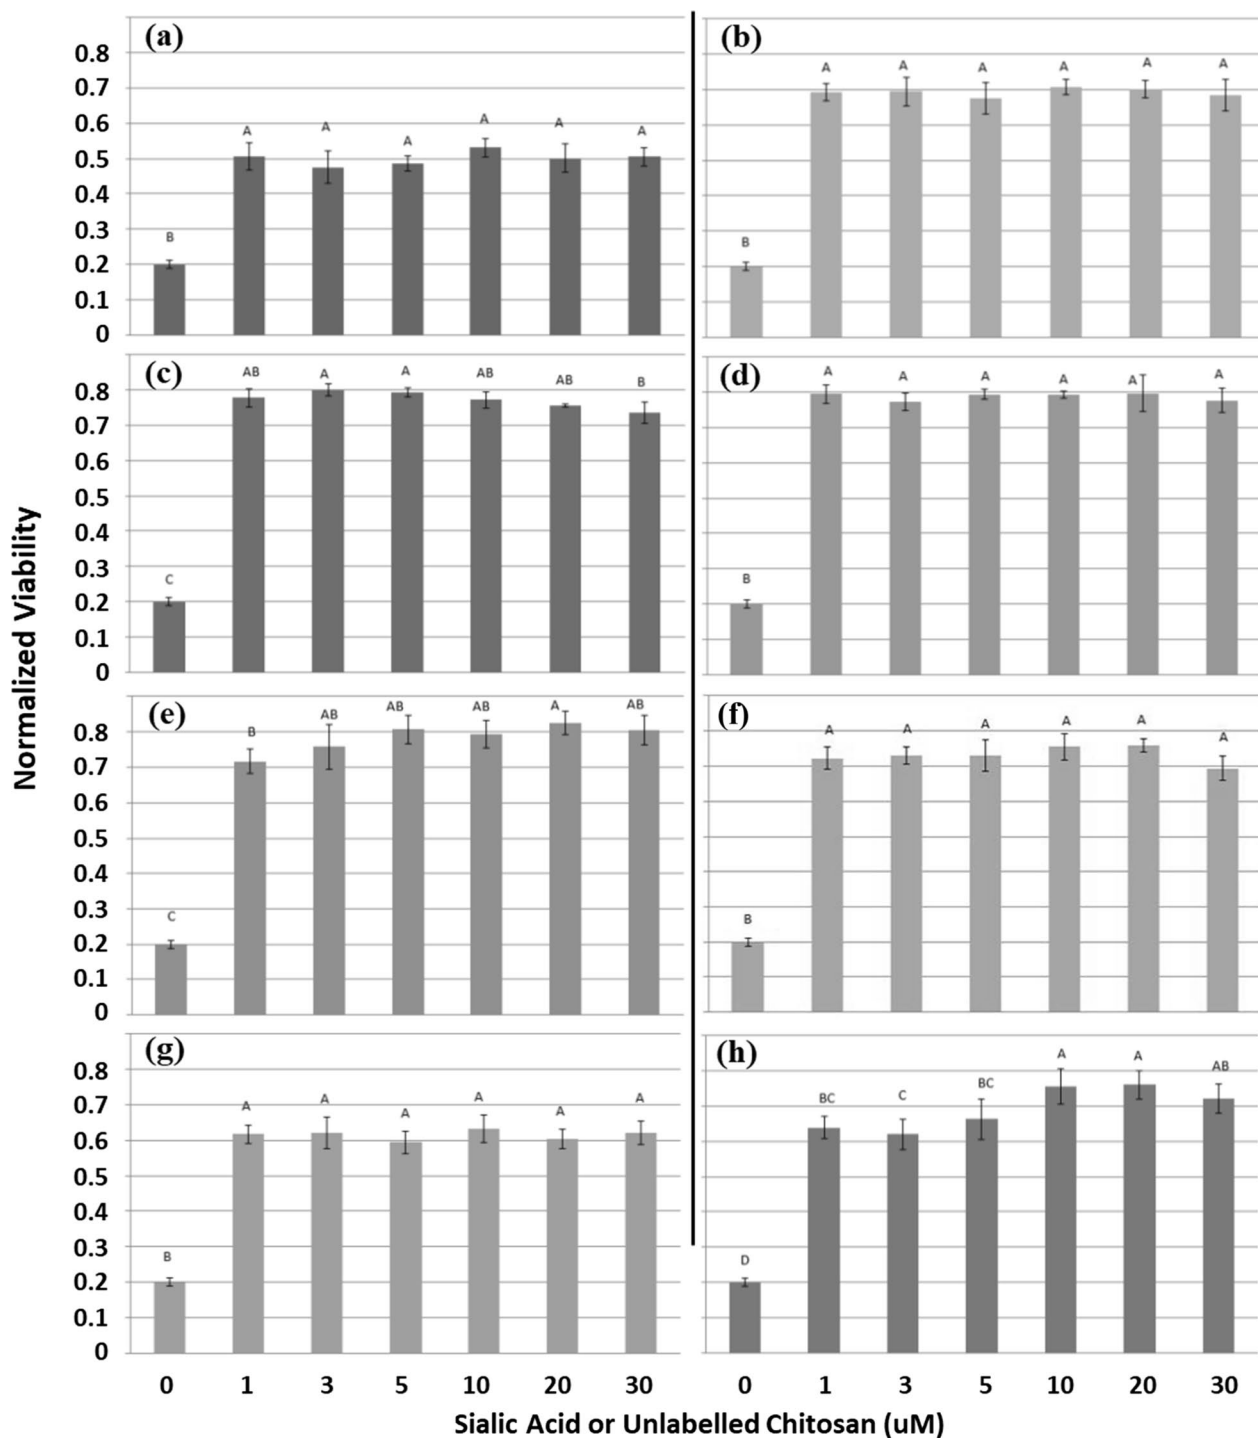 Normalized Viability
(a)
0.8
0.7
0.6
0.5
0.4
0.3
0.2
0.1
0
B A A A A A A
(b)
B A A A A A A
(c)
0.8
0.7
0.6
0.5
0.4
0.3
0.2
0.1
0
C AB A A AB AB B
(d)
B A A A A A A
(e)
0.8
0.7
0.6
0.5
0.4
0.3
0.2
0.1
0
C B AB AB AB A AB
(f)
B A A A A A A
(g)
0.8
0.7
0.6
0.5
0.4
0.3
0.2
0.1
0
B A A A A A A
(h)
D BC C BC A A AB
0 1 3 5 10 20 30 0 1 3 5 10 20 30
Sialic Acid or Unlabelled Chitosan (uM)